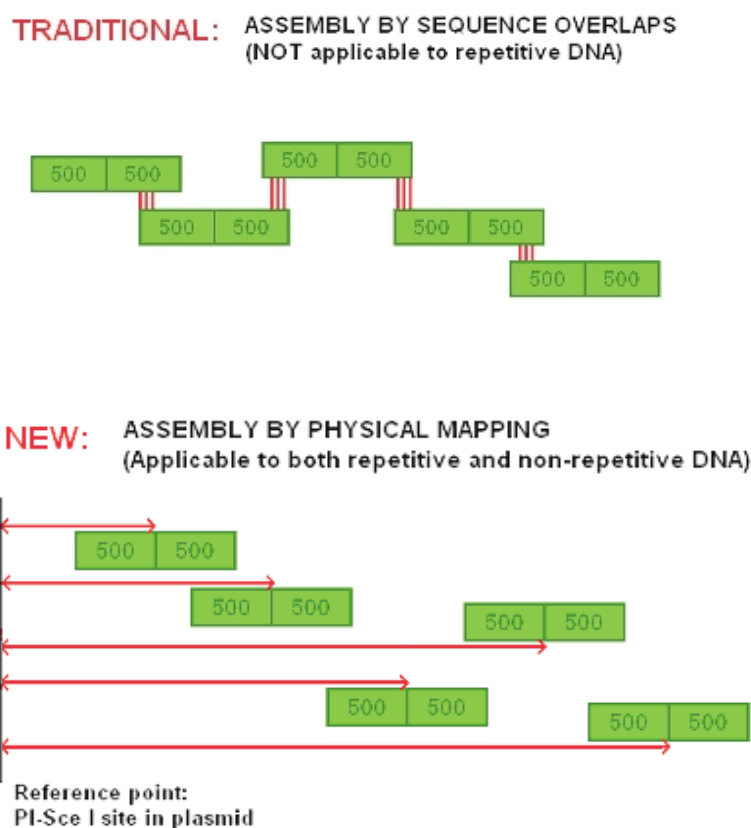 TRADITIONAL: ASSEMBLY BY SEQUENCE OVERLAPS
(NOT applicable to repetitive DNA)
500 500
500 500
500 500
500 500
500 500
NEW: ASSEMBLY BY PHYSICAL MAPPING
(Applicable to both repetitive and non-repetitive DNA)
500 500
500 500
500 500
500 500
500 500
Reference point:
PI-Sce I site in plasmid